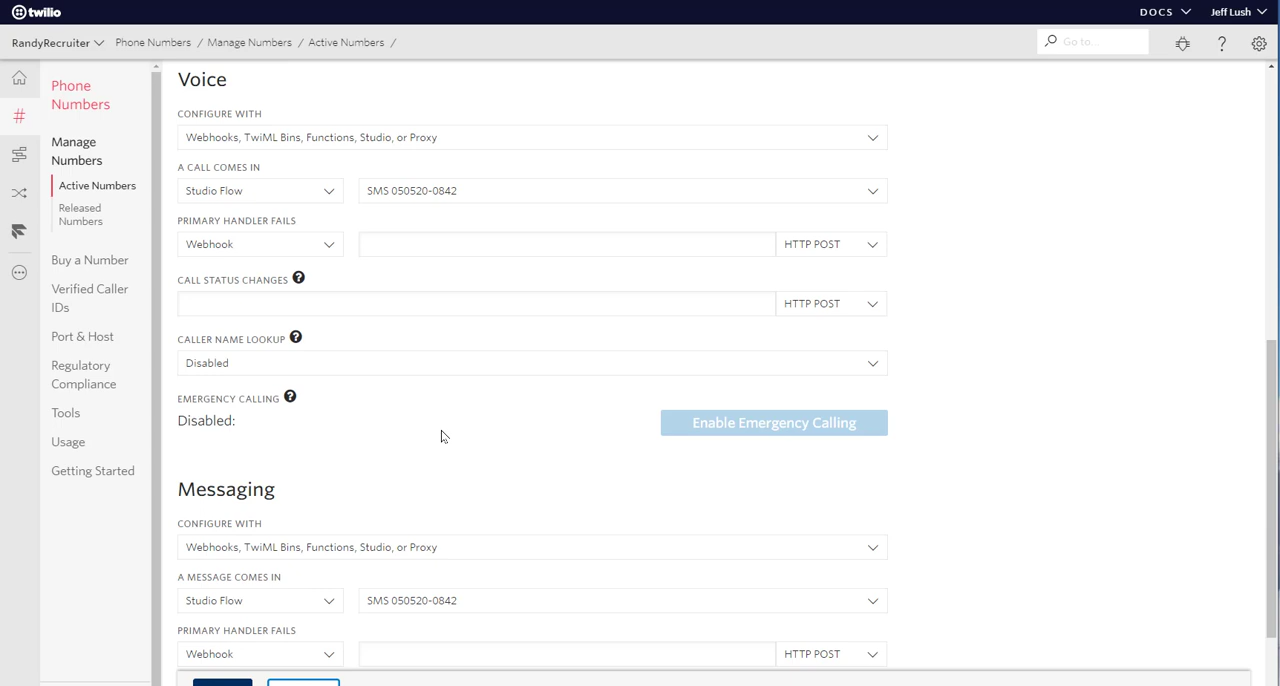 twilio
DOCS
Jeff Lush
RandyRecruiter
Phone Numbers / Manage Numbers / Active Numbers /
Go to...
?
#
Phone
Numbers
Manage
Numbers
Active Numbers
Released
Numbers
Buy a Number
Verified Caller
IDs
Port & Host
Regulatory
Compliance
Tools
Usage
Getting Started
Voice
CONFIGURE WITH
Webhooks, TwiML Bins, Functions, Studio, or Proxy
A CALL COMES IN
Studio Flow
SMS 050520-0842
PRIMARY HANDLER FAILS
Webhook
HTTP POST
CALL STATUS CHANGES ?
HTTP POST
CALLER NAME LOOKUP ?
Disabled
EMERGENCY CALLING ?
Disabled:
Enable Emergency Calling
Messaging
CONFIGURE WITH
Webhooks, TwiML Bins, Functions, Studio, or Proxy
A MESSAGE COMES IN
Studio Flow
SMS 050520-0842
PRIMARY HANDLER FAILS
Webhook
HTTP POST